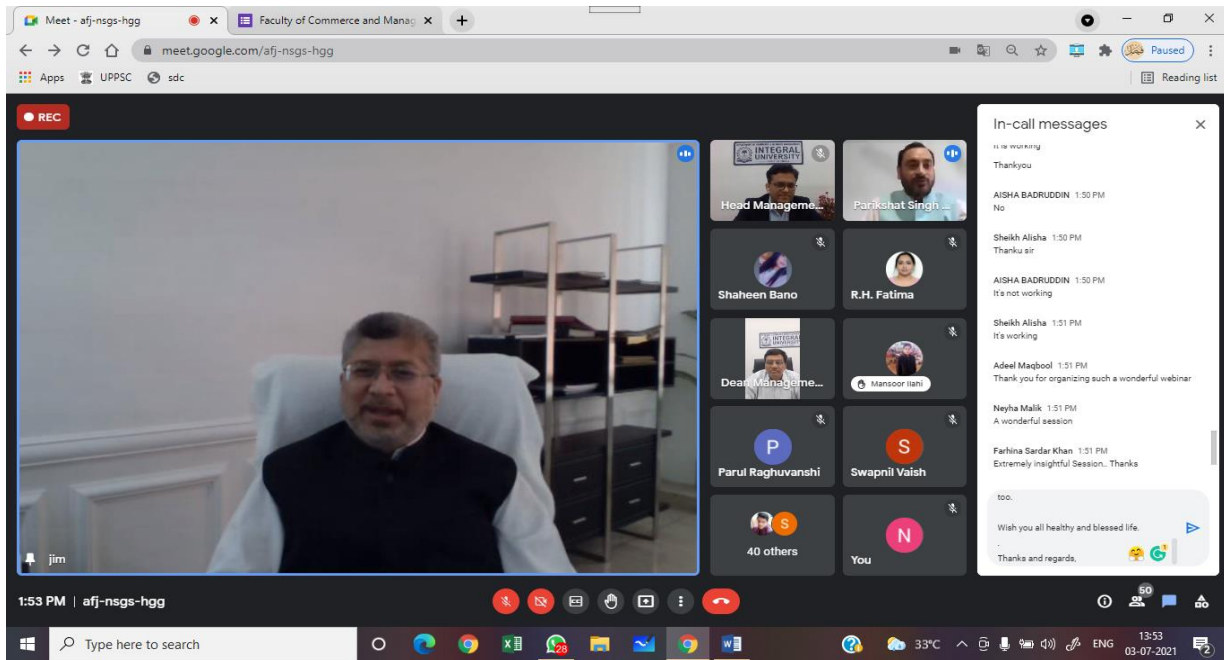 Meet - afj-nsgs-hgg
Faculty of Commerce and Manag
meet.google.com/afj-nsgs-hgg
Paused
Apps
UPPSC
sdc
Reading list
REC
INTEGRAL
UNIVERSITY
Head Manageme...
Parikshat Singh ...
Shaheen Bano
R.H. Fatima
INTEGRAL
Dean Manageme...
Mansoor ilahi
P
Parul Raghuvanshi
S
Swapnil Vaish
S
40 others
N
You
jim
In-call messages
It is working
Thankyou
AISHA BADRUDDIN 1:50 PM
No
Sheikh Alisha 1:50 PM
Thanku sir
AISHA BADRUDDIN 1:50 PM
It's not working
Sheikh Alisha 1:51 PM
It's working
Adeel Maqbool 1:51 PM
Thank you for organizing such a wonderful webinar
Neyha Malik 1:51 PM
A wonderful session
Farhina Sardar Khan 1:51 PM
Extremely insightful Session.. Thanks
too.
Wish you all healthy and blessed life.
.
Thanks and regards,
1:53 PM | afj-nsgs-hgg
50
Type here to search
28
33°C
ENG
13:53
03-07-2021
2